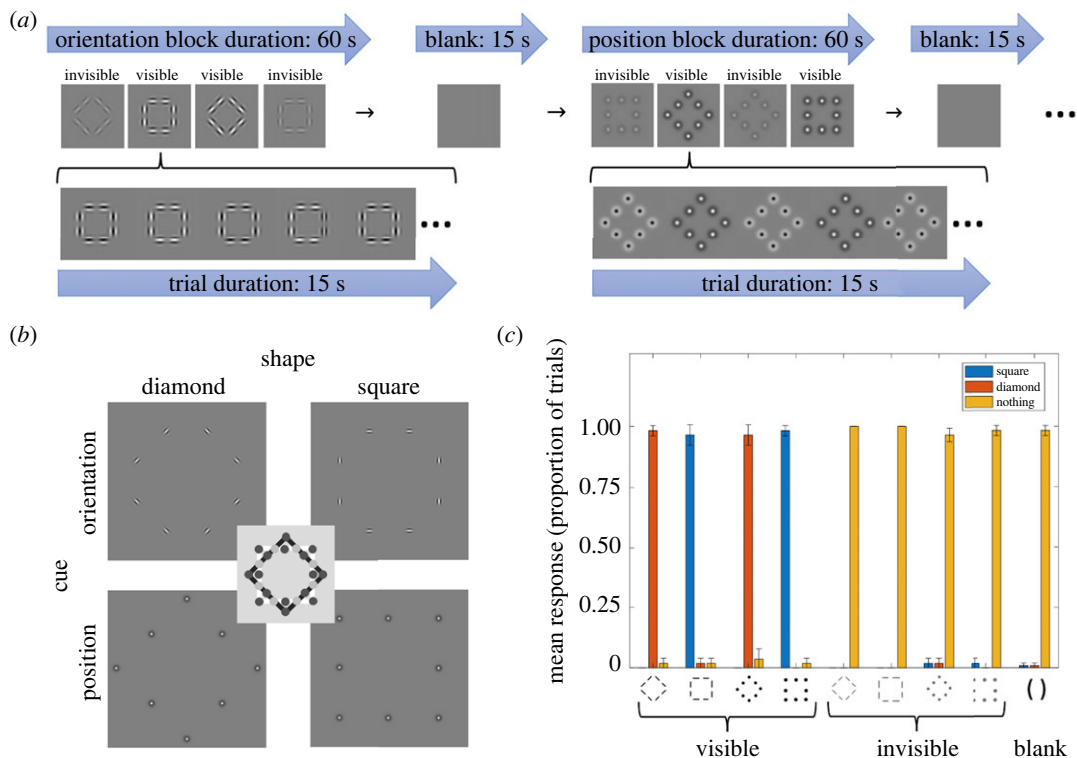 (a)
orientation block duration: 60 s
blank: 15 s
position block duration: 60 s
blank: 15 s
invisible visible visible invisible
invisible visible invisible visible
→ → →
•••
••• •••
trial duration: 15 s
trial duration: 15 s
(b)
shape
diamond square
cue
orientation
position
(c)
mean response (proportion of trials)
square
diamond
nothing
1.00
0.75
0.50
0.25
0
( )
visible invisible blank